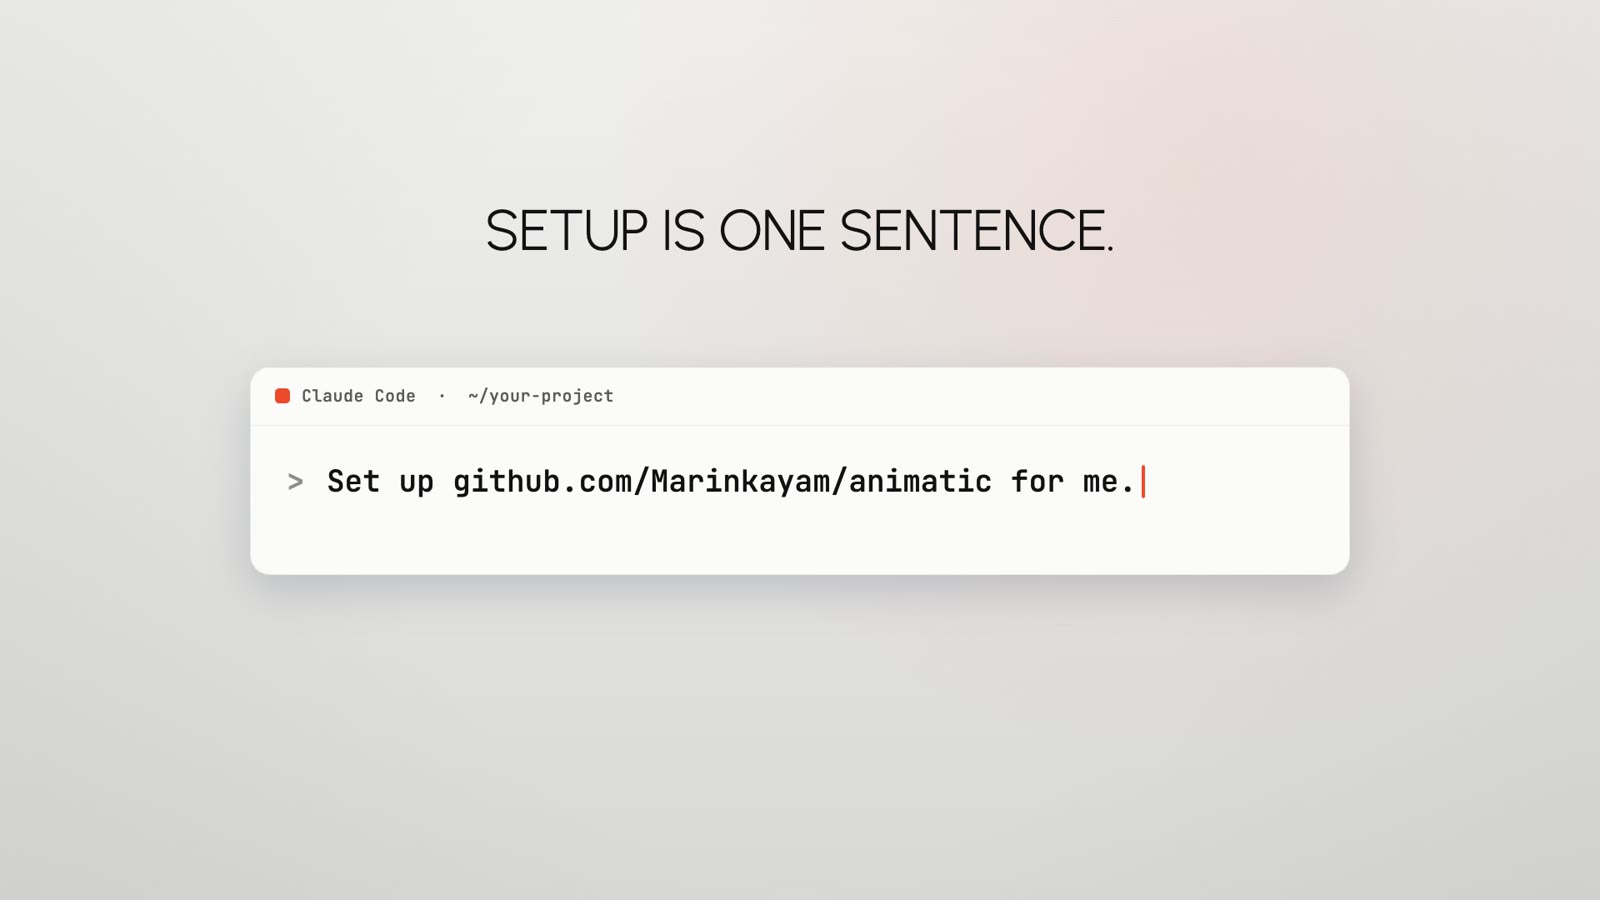 SETUP IS ONE SENTENCE.
Claude Code · ~/your-project
> Set up github.com/Marinkayam/animatic for me.